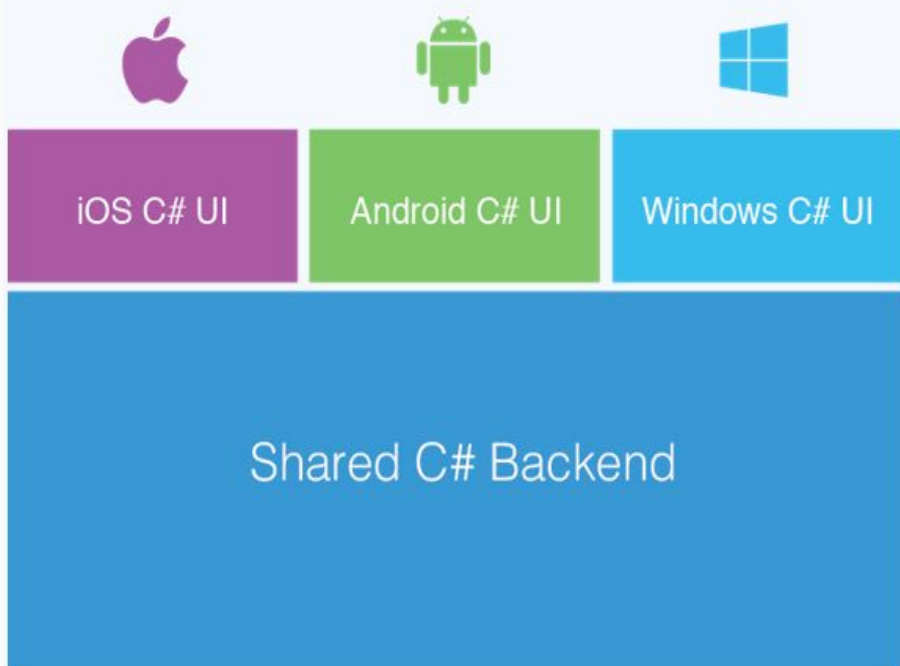 iOS C# UI
Android C# UI
Windows C# UI
Shared C# Backend